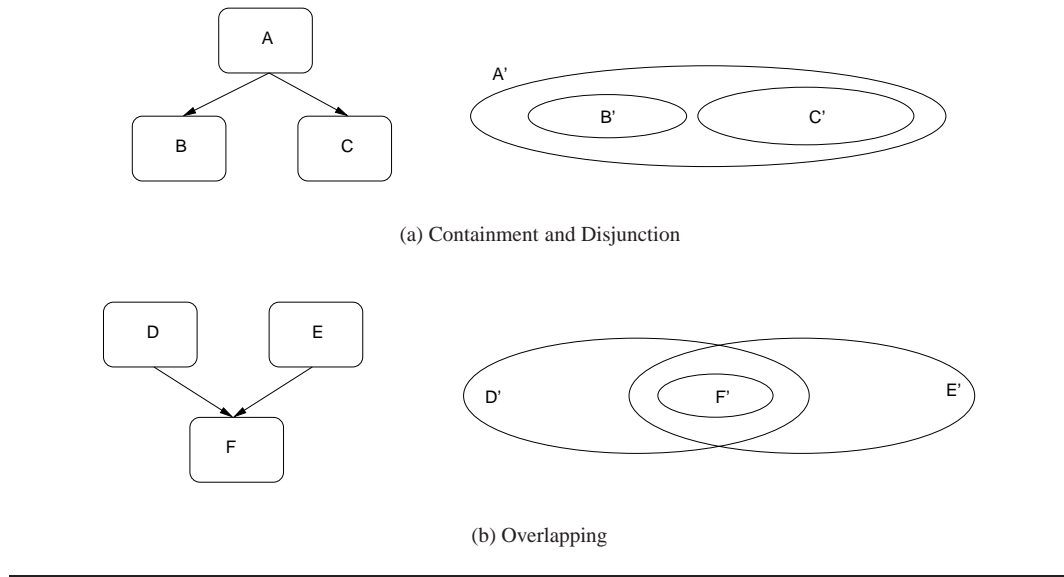 A
A’
B
C
B’
C’
(a) Containment and Disjunction
D
E
D’
F’
E’
F
(b) Overlapping